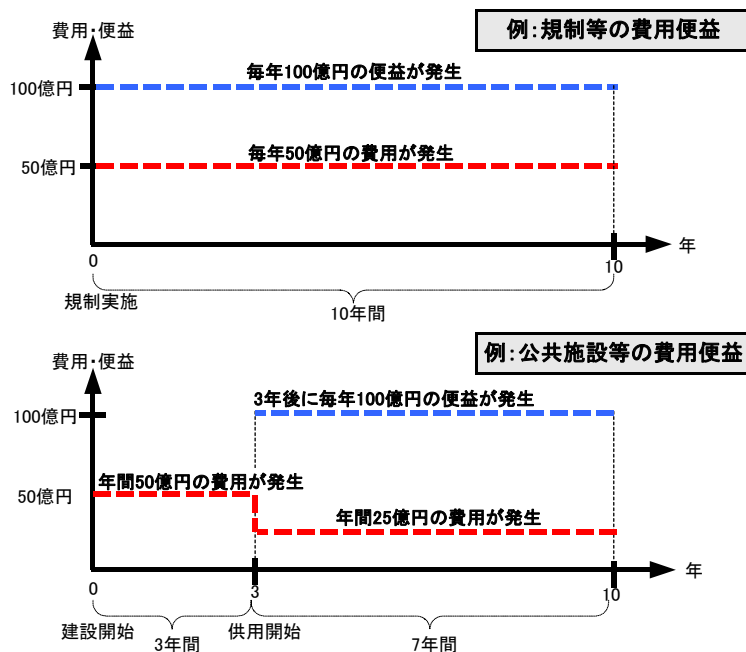 例:規制等の費用便益
費用・便益
毎年100億円の便益が発生
100億円
毎年50億円の費用が発生
50億円
年
0
10
規制実施
10年間
例:公共施設等の費用便益
費用・便益
3年後に毎年100億円の便益が発生
100億円
年間50億円の費用が発生
50億円
年間25億円の費用が発生
年
0
3
10
建設開始
供用開始
3年間
7年間